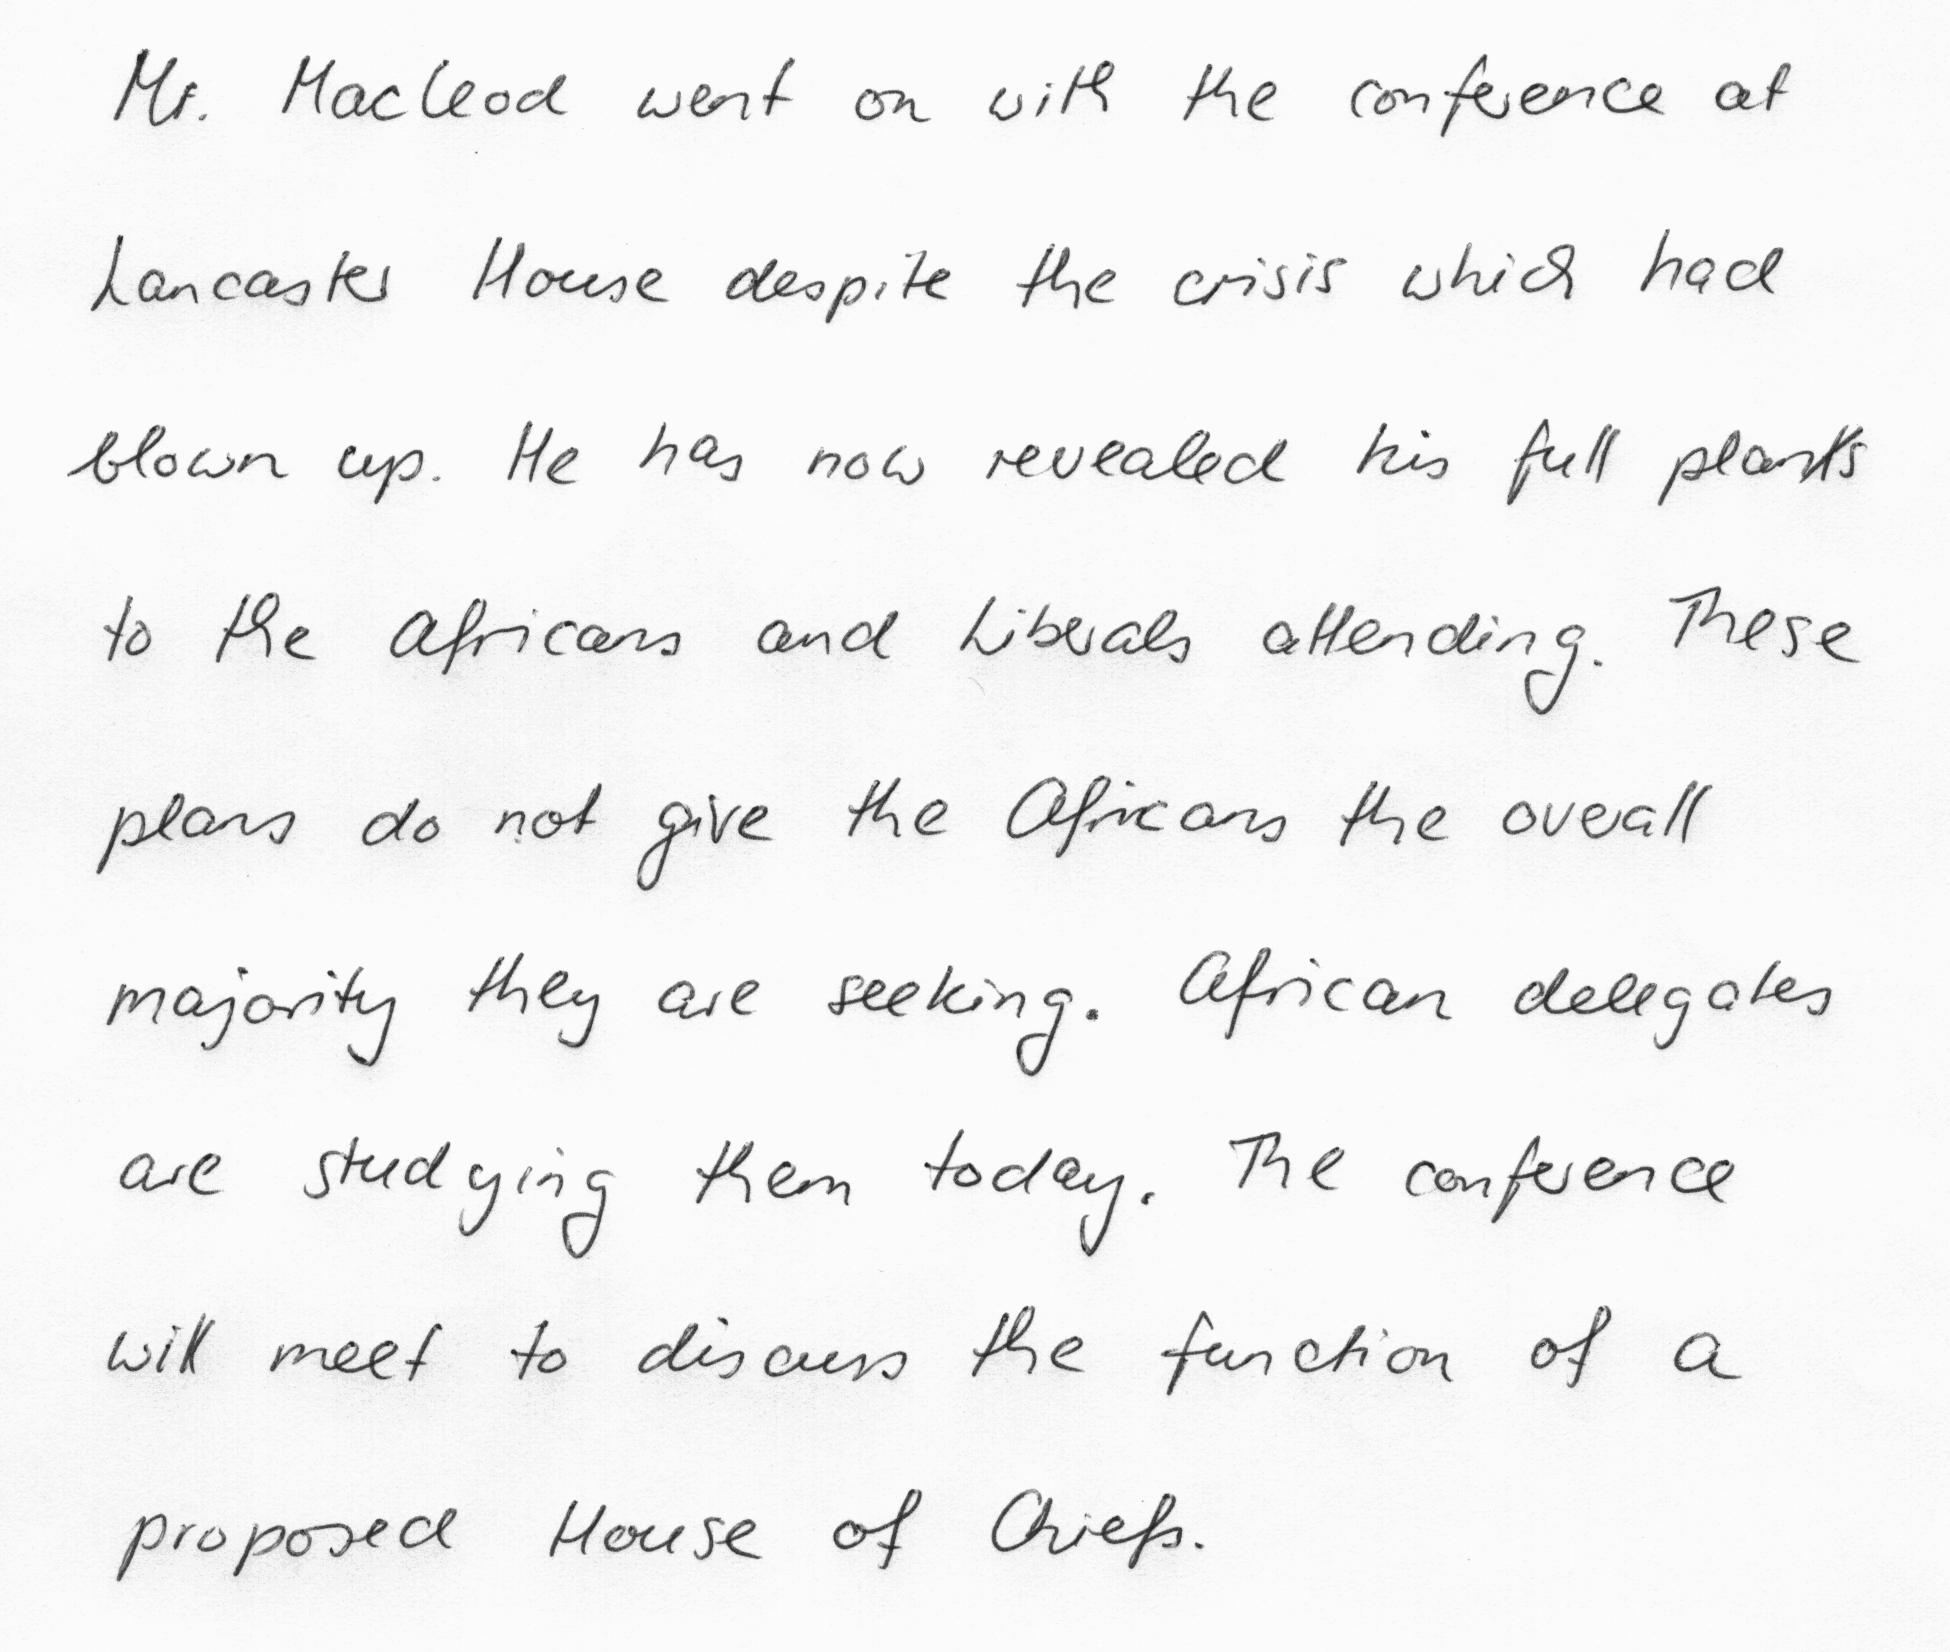 Mr. Macleod went on with the conference at
Lancaster House despite the crisis which had
blown up. He has now revealed his full plans
to the Africans and Liberals attending. These
plans do not give the Africans the overall
majority they are seeking. African delegates
are studying them today. The conference
will meet to discuss the function of a
proposed House of Chiefs.